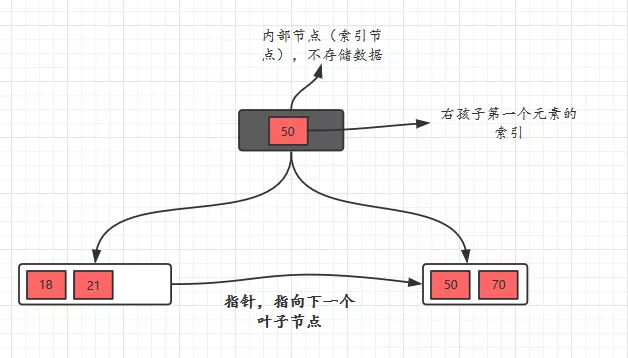 内部节点（索引节
点），不存储数据
50
右孩子第一个元素的
索引
18
21
50
70
指针，指向下一个
叶子节点